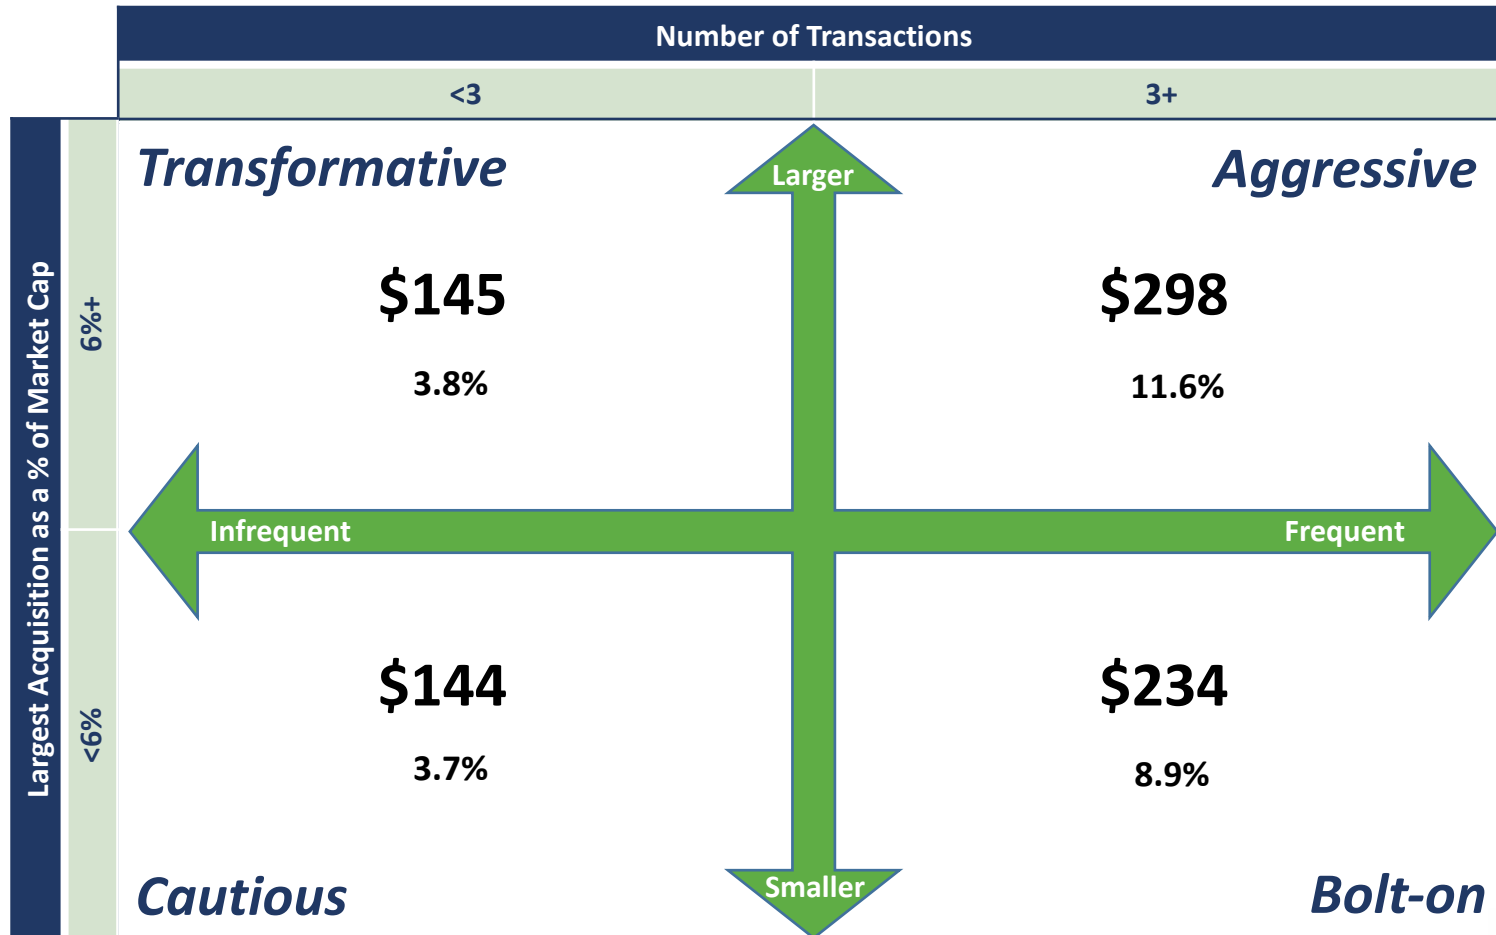 Number of Transactions
<3
3+
Largest Acquisition as a % of Market Cap
6%+
<6%
Transformative
Larger
Aggressive
$145
$298
3.8%
11.6%
Infrequent
Frequent
$144
$234
3.7%
8.9%
Cautious
Smaller
Bolt-on